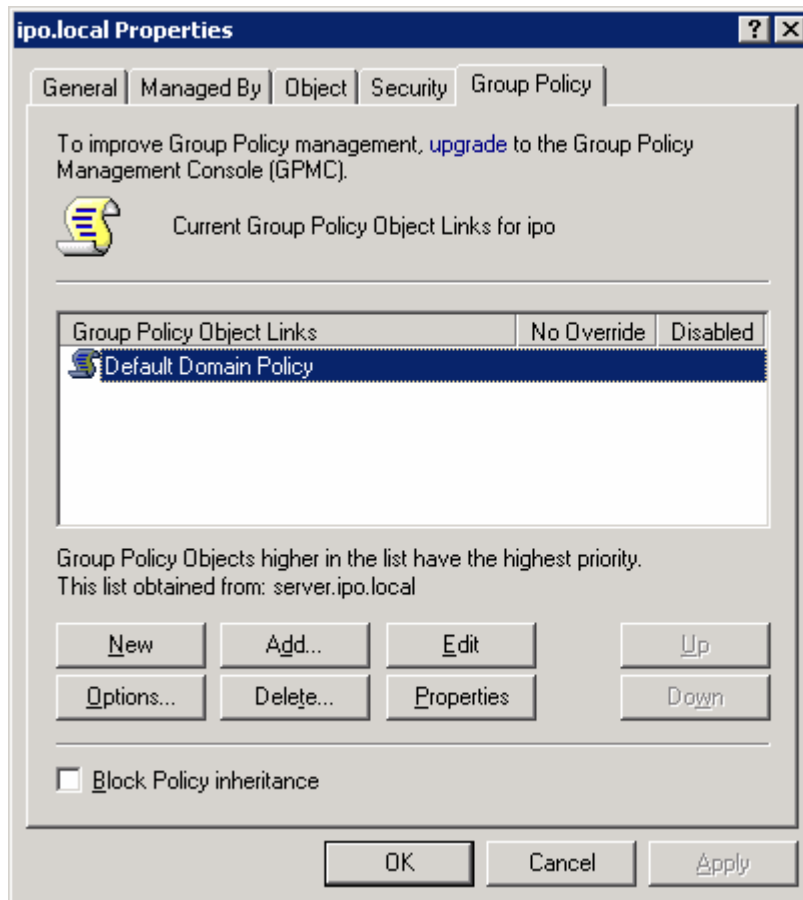 ipo.local Properties
General Managed By Object Security Group Policy
To improve Group Policy management, upgrade to the Group Policy
Management Console (GPMC).
Current Group Policy Object Links for ipo
Group Policy Object Links No Override Disabled
Default Domain Policy
Group Policy Objects higher in the list have the highest priority.
This list obtained from: server.ipo.local
New Add... Edit Up
Options... Delete... Properties Down
Block Policy inheritance
OK Cancel Apply